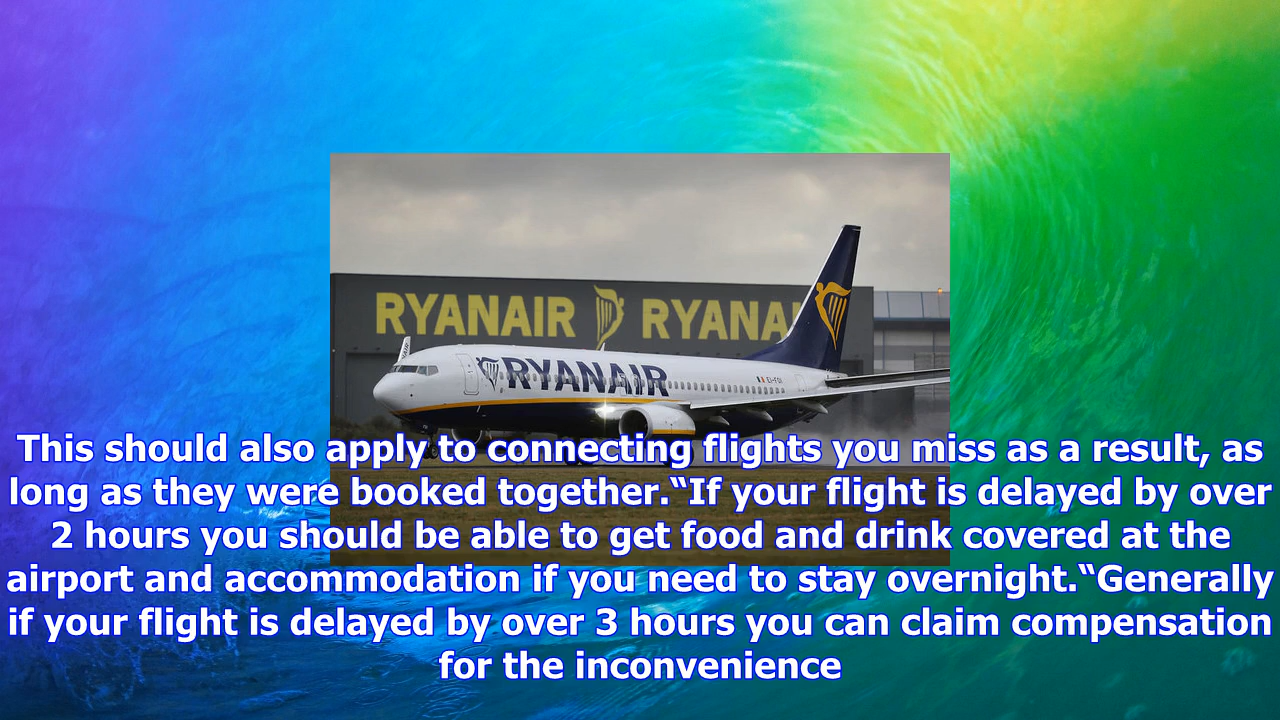 RYANAIR RYANA
RYANAIR
This should also apply to connecting flights you miss as a result, as
long as they were booked together.“If your flight is delayed by over
2 hours you should be able to get food and drink covered at the
airport and accommodation if you need to stay overnight.“Generally
if your flight is delayed by over 3 hours you can claim compensation
for the inconvenience